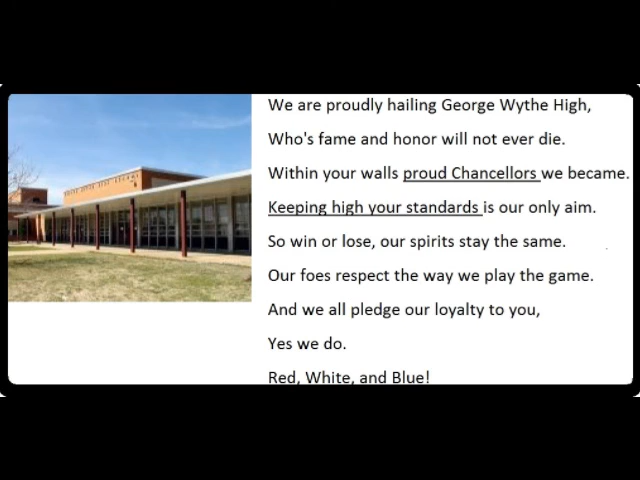 We are proudly hailing George Wythe High,
Who's fame and honor will not ever die.
Within your walls proud Chancellors we became.
Keeping high your standards is our only aim.
So win or lose, our spirits stay the same.
Our foes respect the way we play the game.
And we all pledge our loyalty to you,
Yes we do.
Red, White, and Blue!